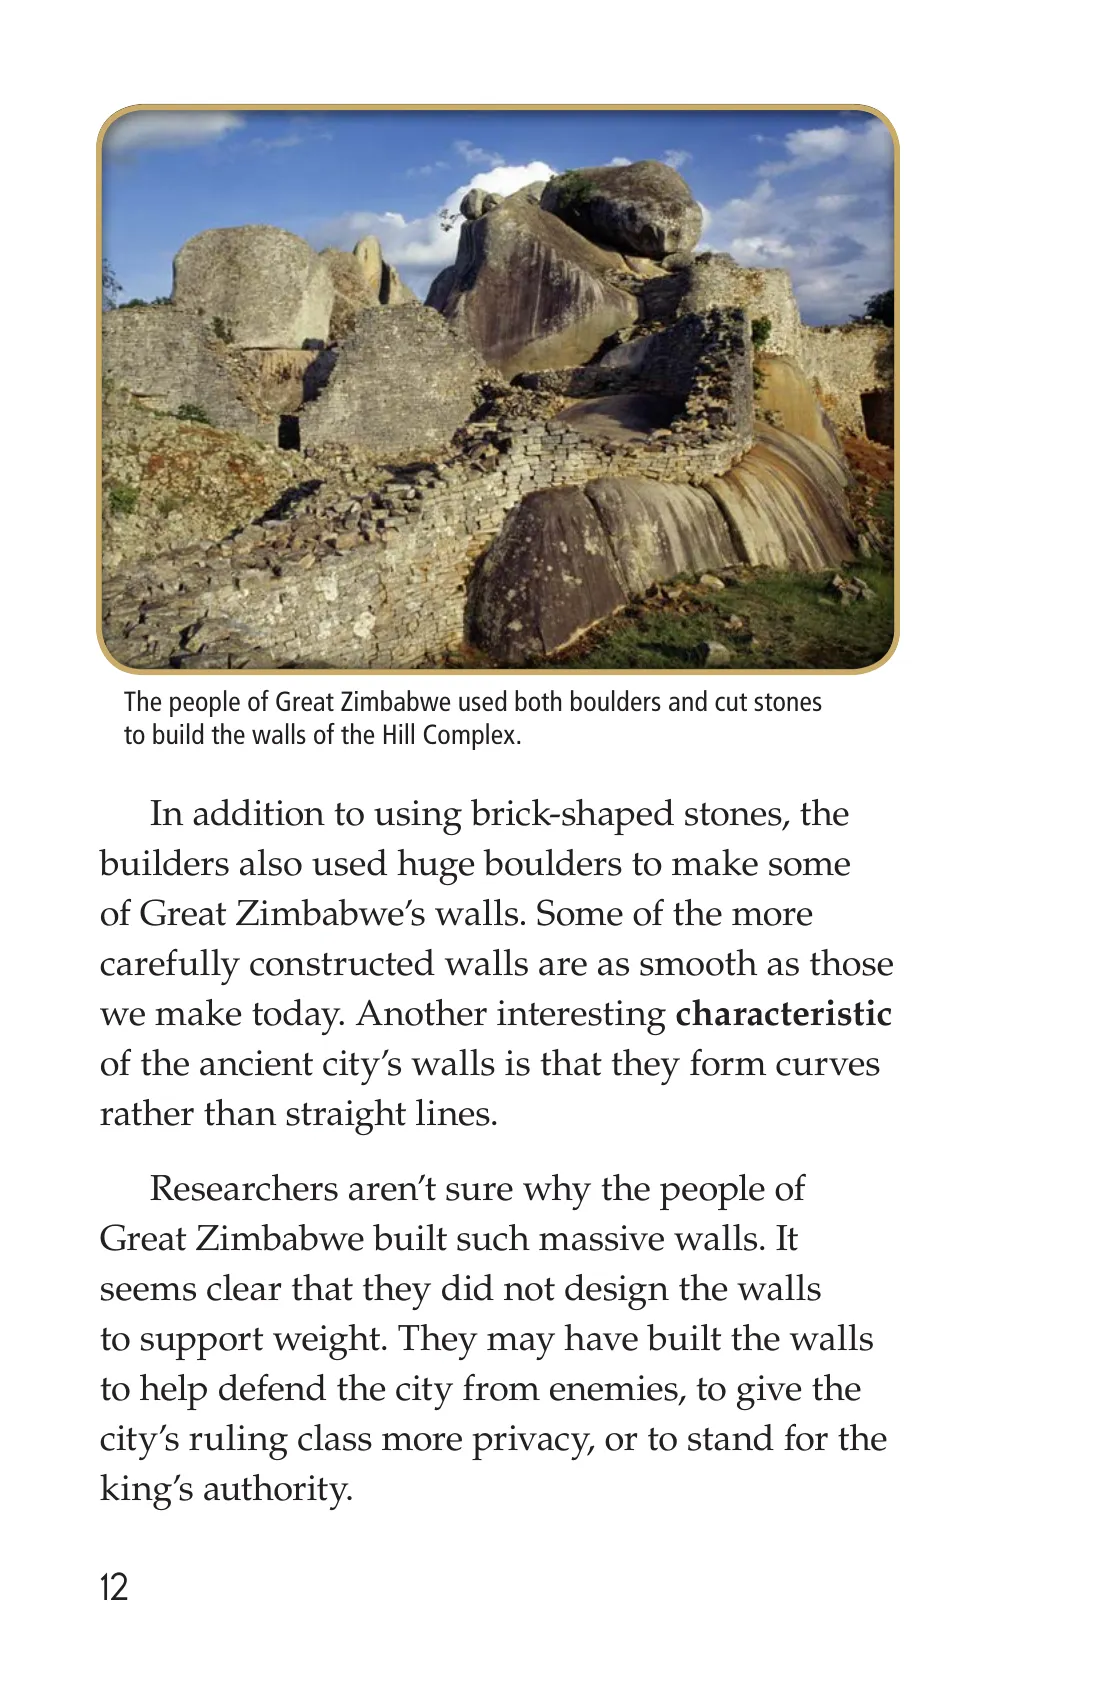 The people of Great Zimbabwe used both boulders and cut stones
to build the walls of the Hill Complex.
In addition to using brick-shaped stones, the
builders also used huge boulders to make some
of Great Zimbabwe’s walls. Some of the more
carefully constructed walls are as smooth as those
we make today. Another interesting characteristic
of the ancient city’s walls is that they form curves
rather than straight lines.
Researchers aren’t sure why the people of
Great Zimbabwe built such massive walls. It
seems clear that they did not design the walls
to support weight. They may have built the walls
to help defend the city from enemies, to give the
city’s ruling class more privacy, or to stand for the
king’s authority.
12